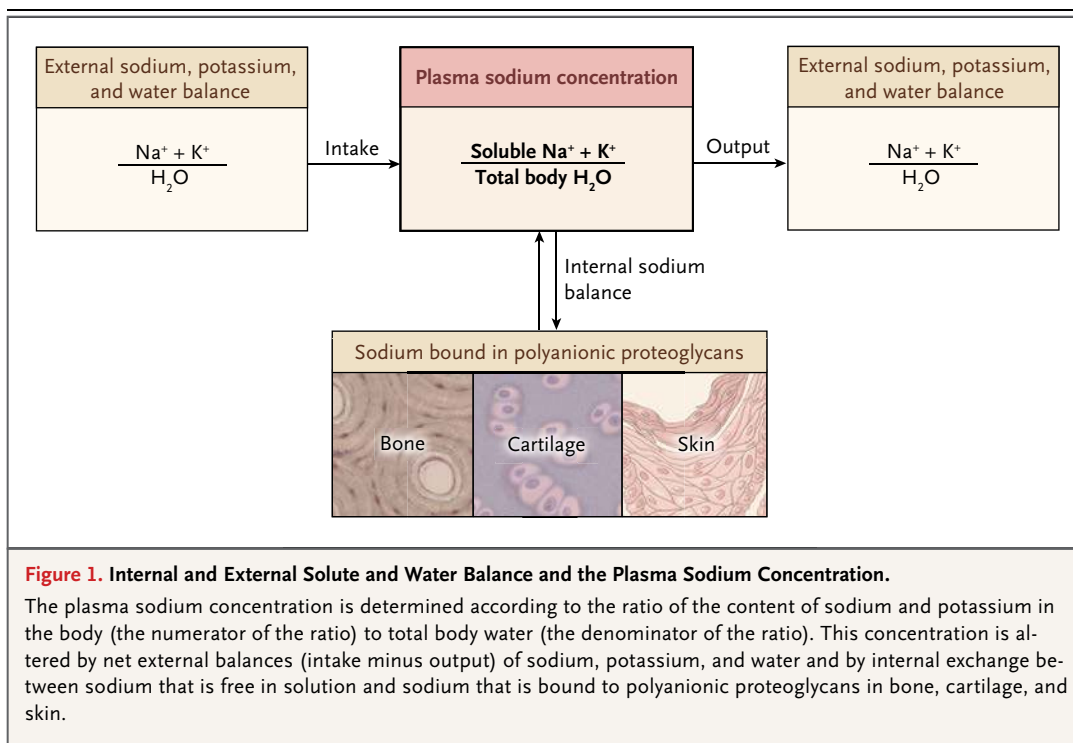 External sodium, potassium,
and water balance
Na⁺ + K⁺
H₂O
Intake
Plasma sodium concentration
Soluble Na⁺ + K⁺
Total body H₂O
Output
External sodium, potassium,
and water balance
Na⁺ + K⁺
H₂O
Internal sodium
balance
Sodium bound in polyanionic proteoglycans
Bone
Cartilage
Skin
Figure 1. Internal and External Solute and Water Balance and the Plasma Sodium Concentration.
The plasma sodium concentration is determined according to the ratio of the content of sodium and potassium in
the body (the numerator of the ratio) to total body water (the denominator of the ratio). This concentration is al-
tered by net external balances (intake minus output) of sodium, potassium, and water and by internal exchange be-
tween sodium that is free in solution and sodium that is bound to polyanionic proteoglycans in bone, cartilage, and
skin.